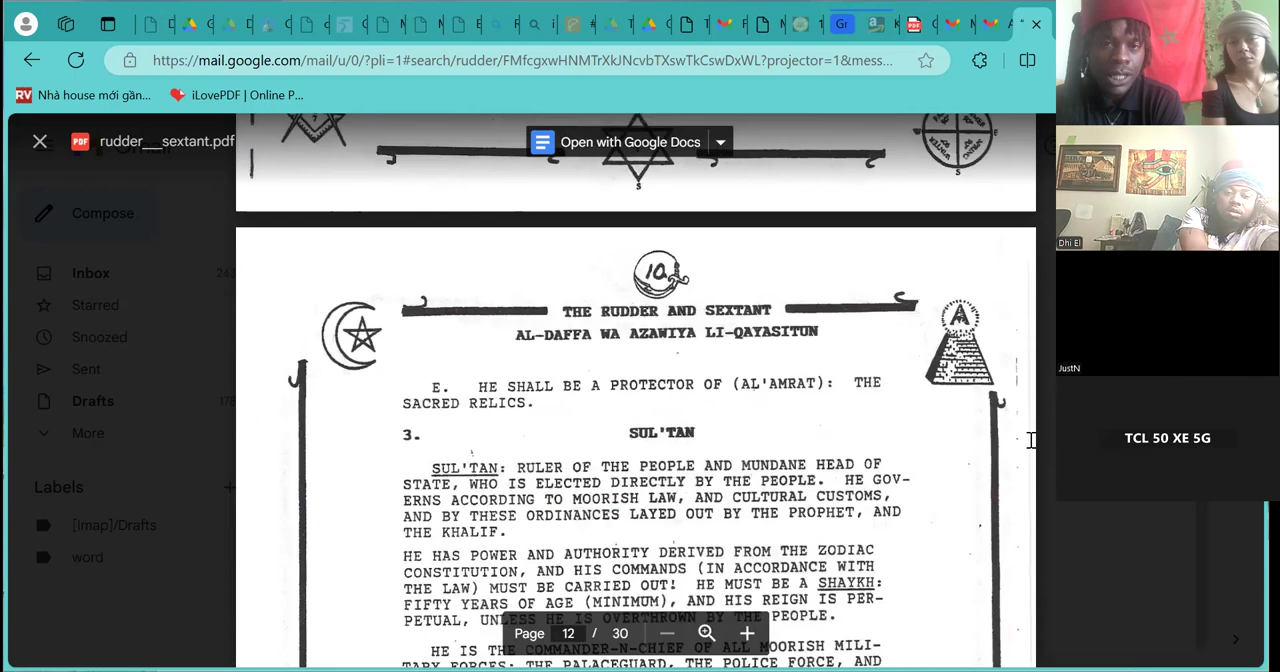 Gr
https://mail.google.com/mail/u/0/?pli=1#search/rudder/FMfcgxwHNMTrXkJNcvbTXswTkCswDxWL?projector=1&mess...
RV Nhà house mới gần... iLovePDF | Online P...
PDF rudder__sextant.pdf
Open with Google Docs
Compose
Inbox 243
Starred
Snoozed
Sent
Drafts 178
More
Labels +
[Imap]/Drafts
word
S
S
10
THE RUDDER AND SEXTANT
AL-DAFFA WA AZAWIYA LI-QAYASITUN
A
E. HE SHALL BE A PROTECTOR OF (AL'AMRAT): THE
SACRED RELICS.
3. SUL'TAN
SUL'TAN: RULER OF THE PEOPLE AND MUNDANE HEAD OF
STATE, WHO IS ELECTED DIRECTLY BY THE PEOPLE. HE GOV-
ERNS ACCORDING TO MOORISH LAW, AND CULTURAL CUSTOMS,
AND BY THESE ORDINANCES LAYED OUT BY THE PROPHET, AND
THE KHALIF.
HE HAS POWER AND AUTHORITY DERIVED FROM THE ZODIAC
CONSTITUTION, AND HIS COMMANDS (IN ACCORDANCE WITH
THE LAW) MUST BE CARRIED OUT! HE MUST BE A SHAYKH:
FIFTY YEARS OF AGE (MINIMUM), AND HIS REIGN IS PER-
PETUAL, UNLESS HE IS OVERTHROWN BY THE PEOPLE.
HE IS THE COMMANDER-N-CHIEF OF ALL MOORISH MILI-
TARY FORCES: THE PALACEGUARD, THE POLICE FORCE, AND
Page 12 / 30
Dhi El
JustN
TCL 50 XE 5G